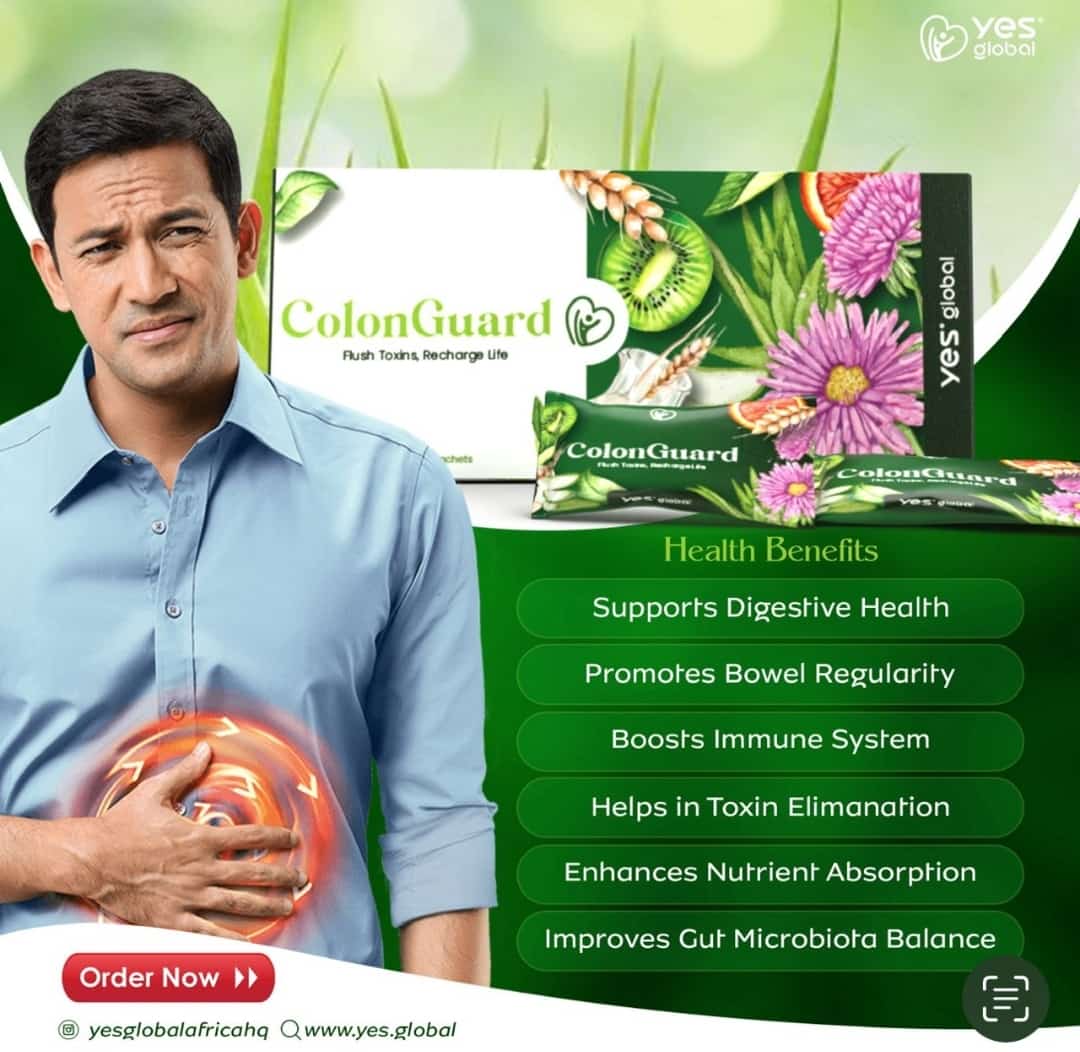 yes
global
ColonGuard
Flush Toxins, Recharge Life
yes global
chets
ColonGuard
Flush Toxins, Recharge Life
yes global
ColonGuard
Flush Toxins, Recharge Life
yes global
Health Benefits
Supports Digestive Health
Promotes Bowel Regularity
Boosts Immune System
Helps in Toxin Elimanation
Enhances Nutrient Absorption
Improves Gut Microbiota Balance
Order Now
yesglobalafricahq www.yes.global